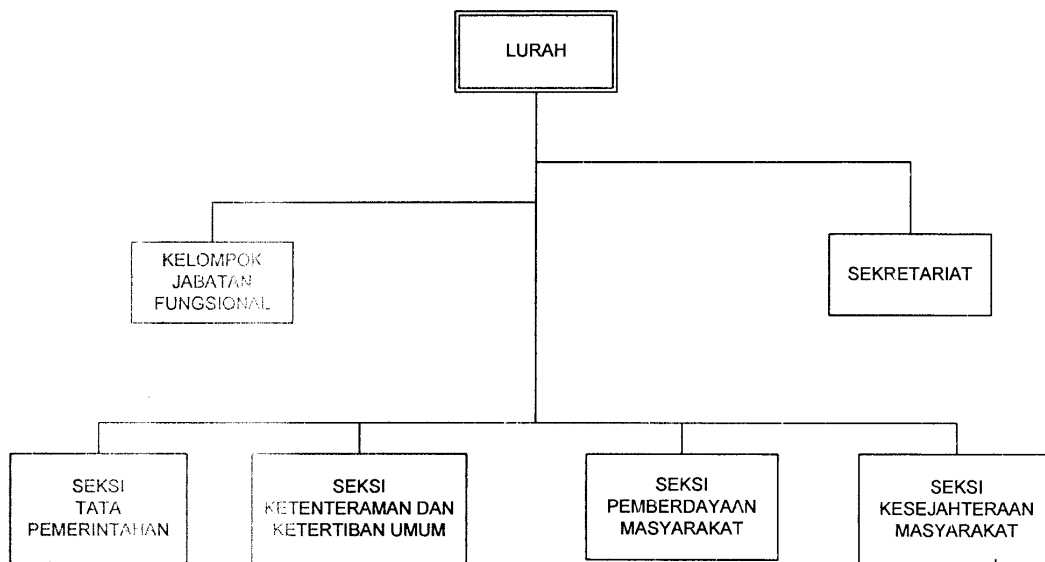 LURAH
KELOMPOK
JABATAN
FUNGSIONAL
SEKRETARIAT
SEKSI
TATA
PEMERINTAHAN
SEKSI
KETENTERAMAN DAN
KETERTIBAN UMUM
SEKSI
PEMBERDAYAAN
MASYARAKAT
SEKSI
KESEJAHTERAAN
MASYARAKAT